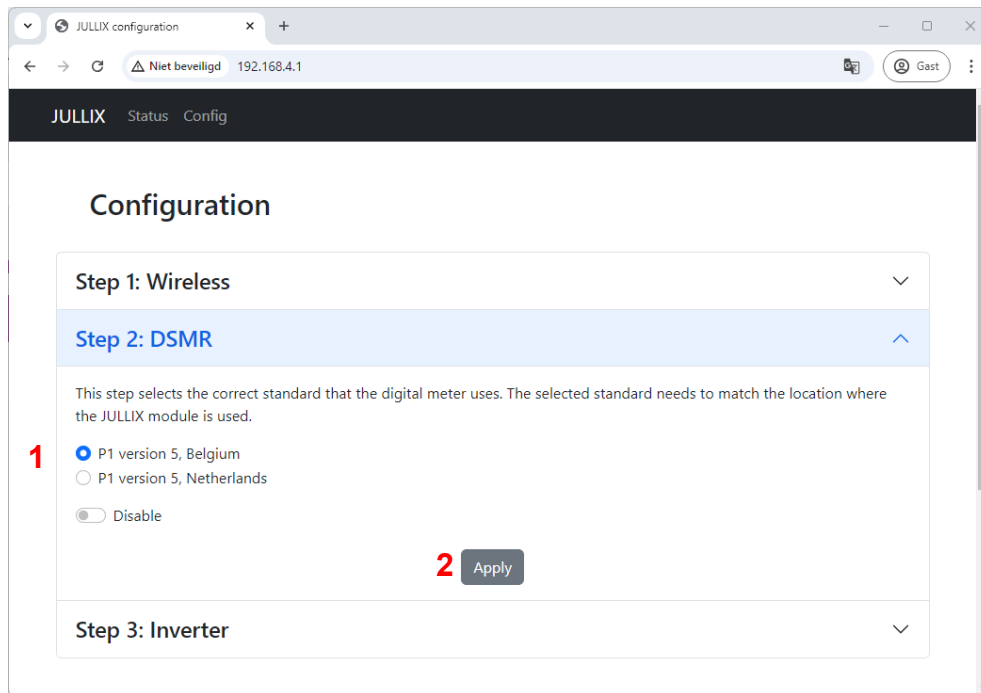 JULLIX configuration
Niet beveiligd 192.168.4.1 Gast
JULLIX Status Config
Configuration
Step 1: Wireless
Step 2: DSMR
This step selects the correct standard that the digital meter uses. The selected standard needs to match the location where
the JULLIX module is used.
1 P1 version 5, Belgium
P1 version 5, Netherlands
Disable
2 Apply
Step 3: Inverter